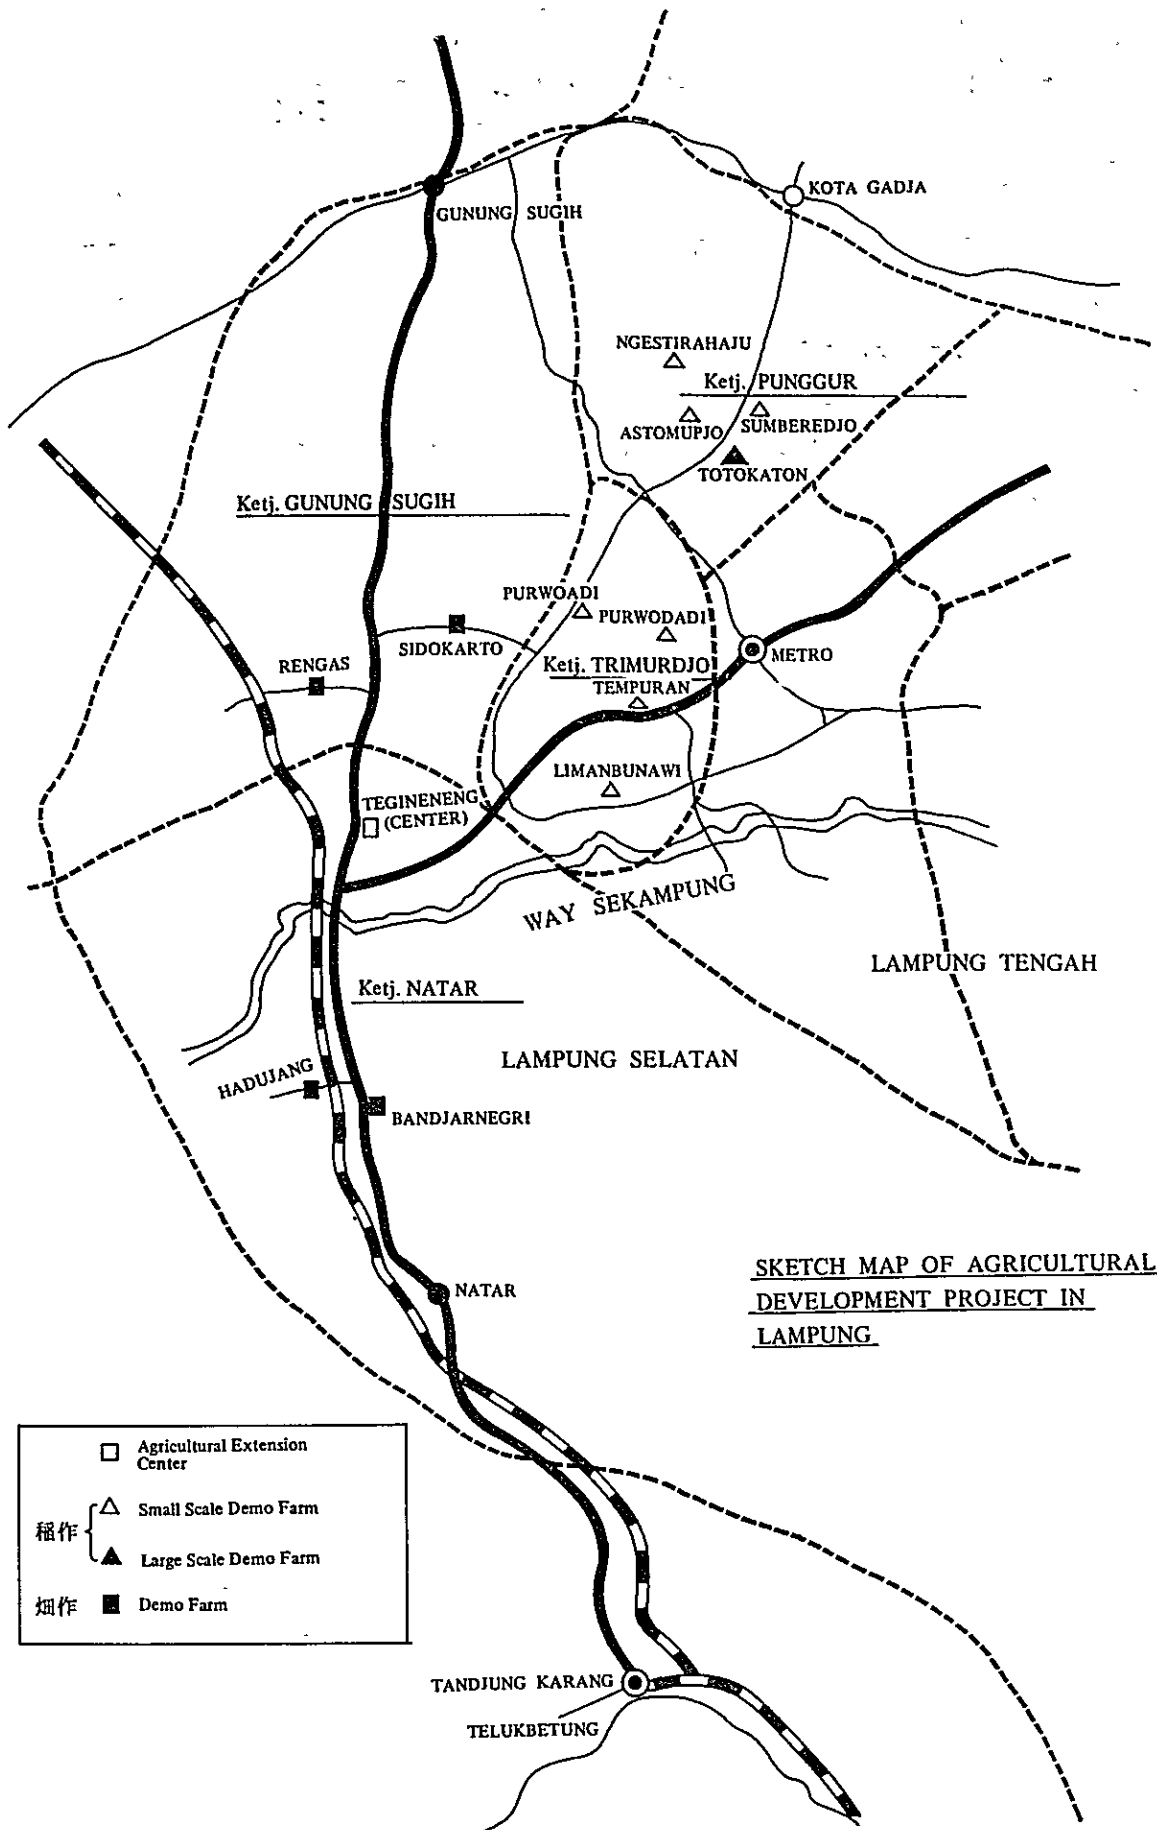 KOTA GADJA
GUNUNG SUGIH
NGESTIRAHAJU
Ketj. PUNGGUR
ASTOMUPJO
SUMBEREDJO
TOTOKATON
Ketj. GUNUNG SUGIH
PURWOADI
PURWODADI
SIDOKARTO
METRO
RENGAS
Ketj. TRIMURDJO
TEMPURAN
LIMANBUNAWI
TEGINENENG
(CENTER)
WAY SEKAMPUNG
LAMPUNG TENGAH
Ketj. NATAR
LAMPUNG SELATAN
HADUJANG
BANDJARNEGRI
SKETCH MAP OF AGRICULTURAL
DEVELOPMENT PROJECT IN
LAMPUNG
NATAR
Agricultural Extension
Center
稲作
Small Scale Demo Farm
Large Scale Demo Farm
畑作
Demo Farm
TANDJUNG KARANG
TELUKBETUNG